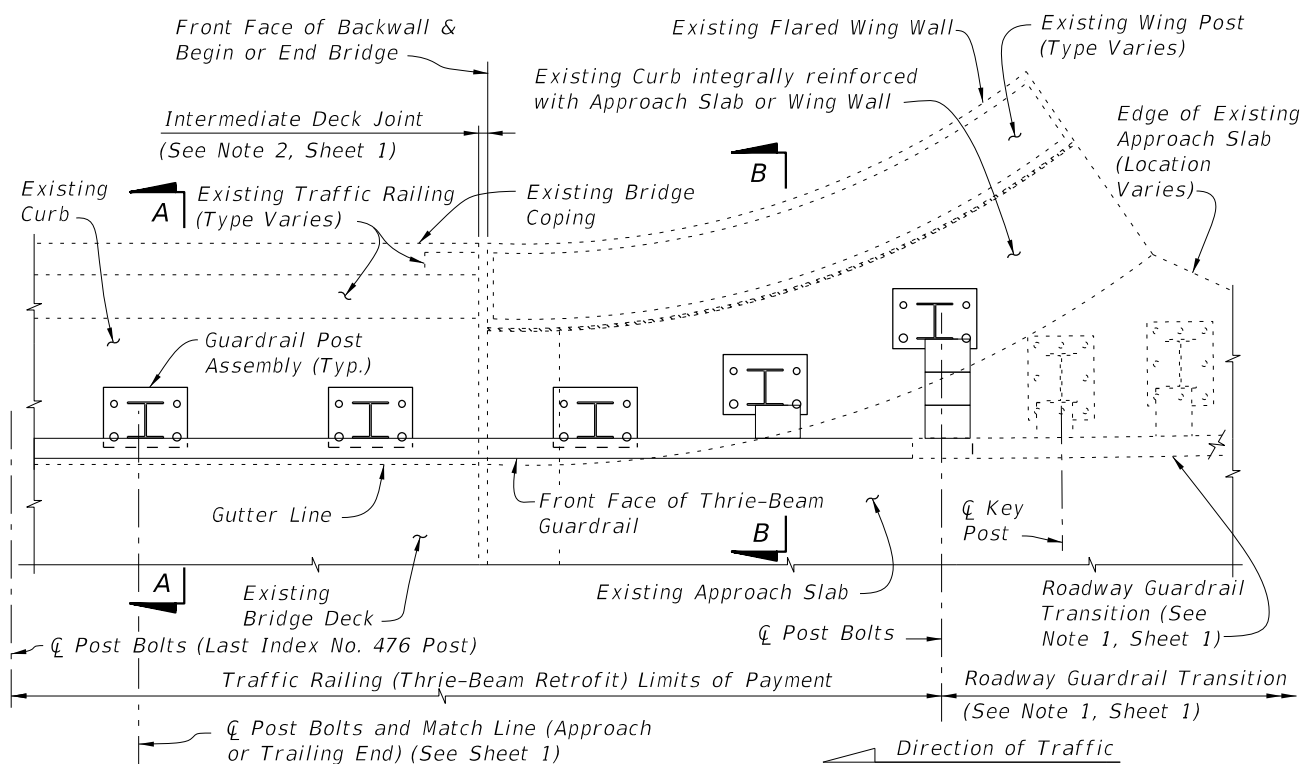 Front Face of Backwall &
Begin or End Bridge
Existing Flared Wing Wall
Existing Wing Post
(Type Varies)
Existing Curb integrally reinforced
with Approach Slab or Wing Wall
Intermediate Deck Joint
(See Note 2, Sheet 1)
Edge of Existing
Approach Slab
(Location
Varies)
Existing
Curb
A
Existing Traffic Railing
(Type Varies)
Existing Bridge
Coping
B
Guardrail Post
Assembly (Typ.)
Gutter Line
Front Face of Thrie-Beam
Guardrail
B
℄ Key
Post
A
Existing
Bridge Deck
Existing Approach Slab
Roadway Guardrail
Transition (See
Note 1, Sheet 1)
℄ Post Bolts (Last Index No. 476 Post)
℄ Post Bolts
Traffic Railing (Thrie-Beam Retrofit) Limits of Payment
Roadway Guardrail Transition
(See Note 1, Sheet 1)
℄ Post Bolts and Match Line (Approach
or Trailing End) (See Sheet 1)
Direction of Traffic